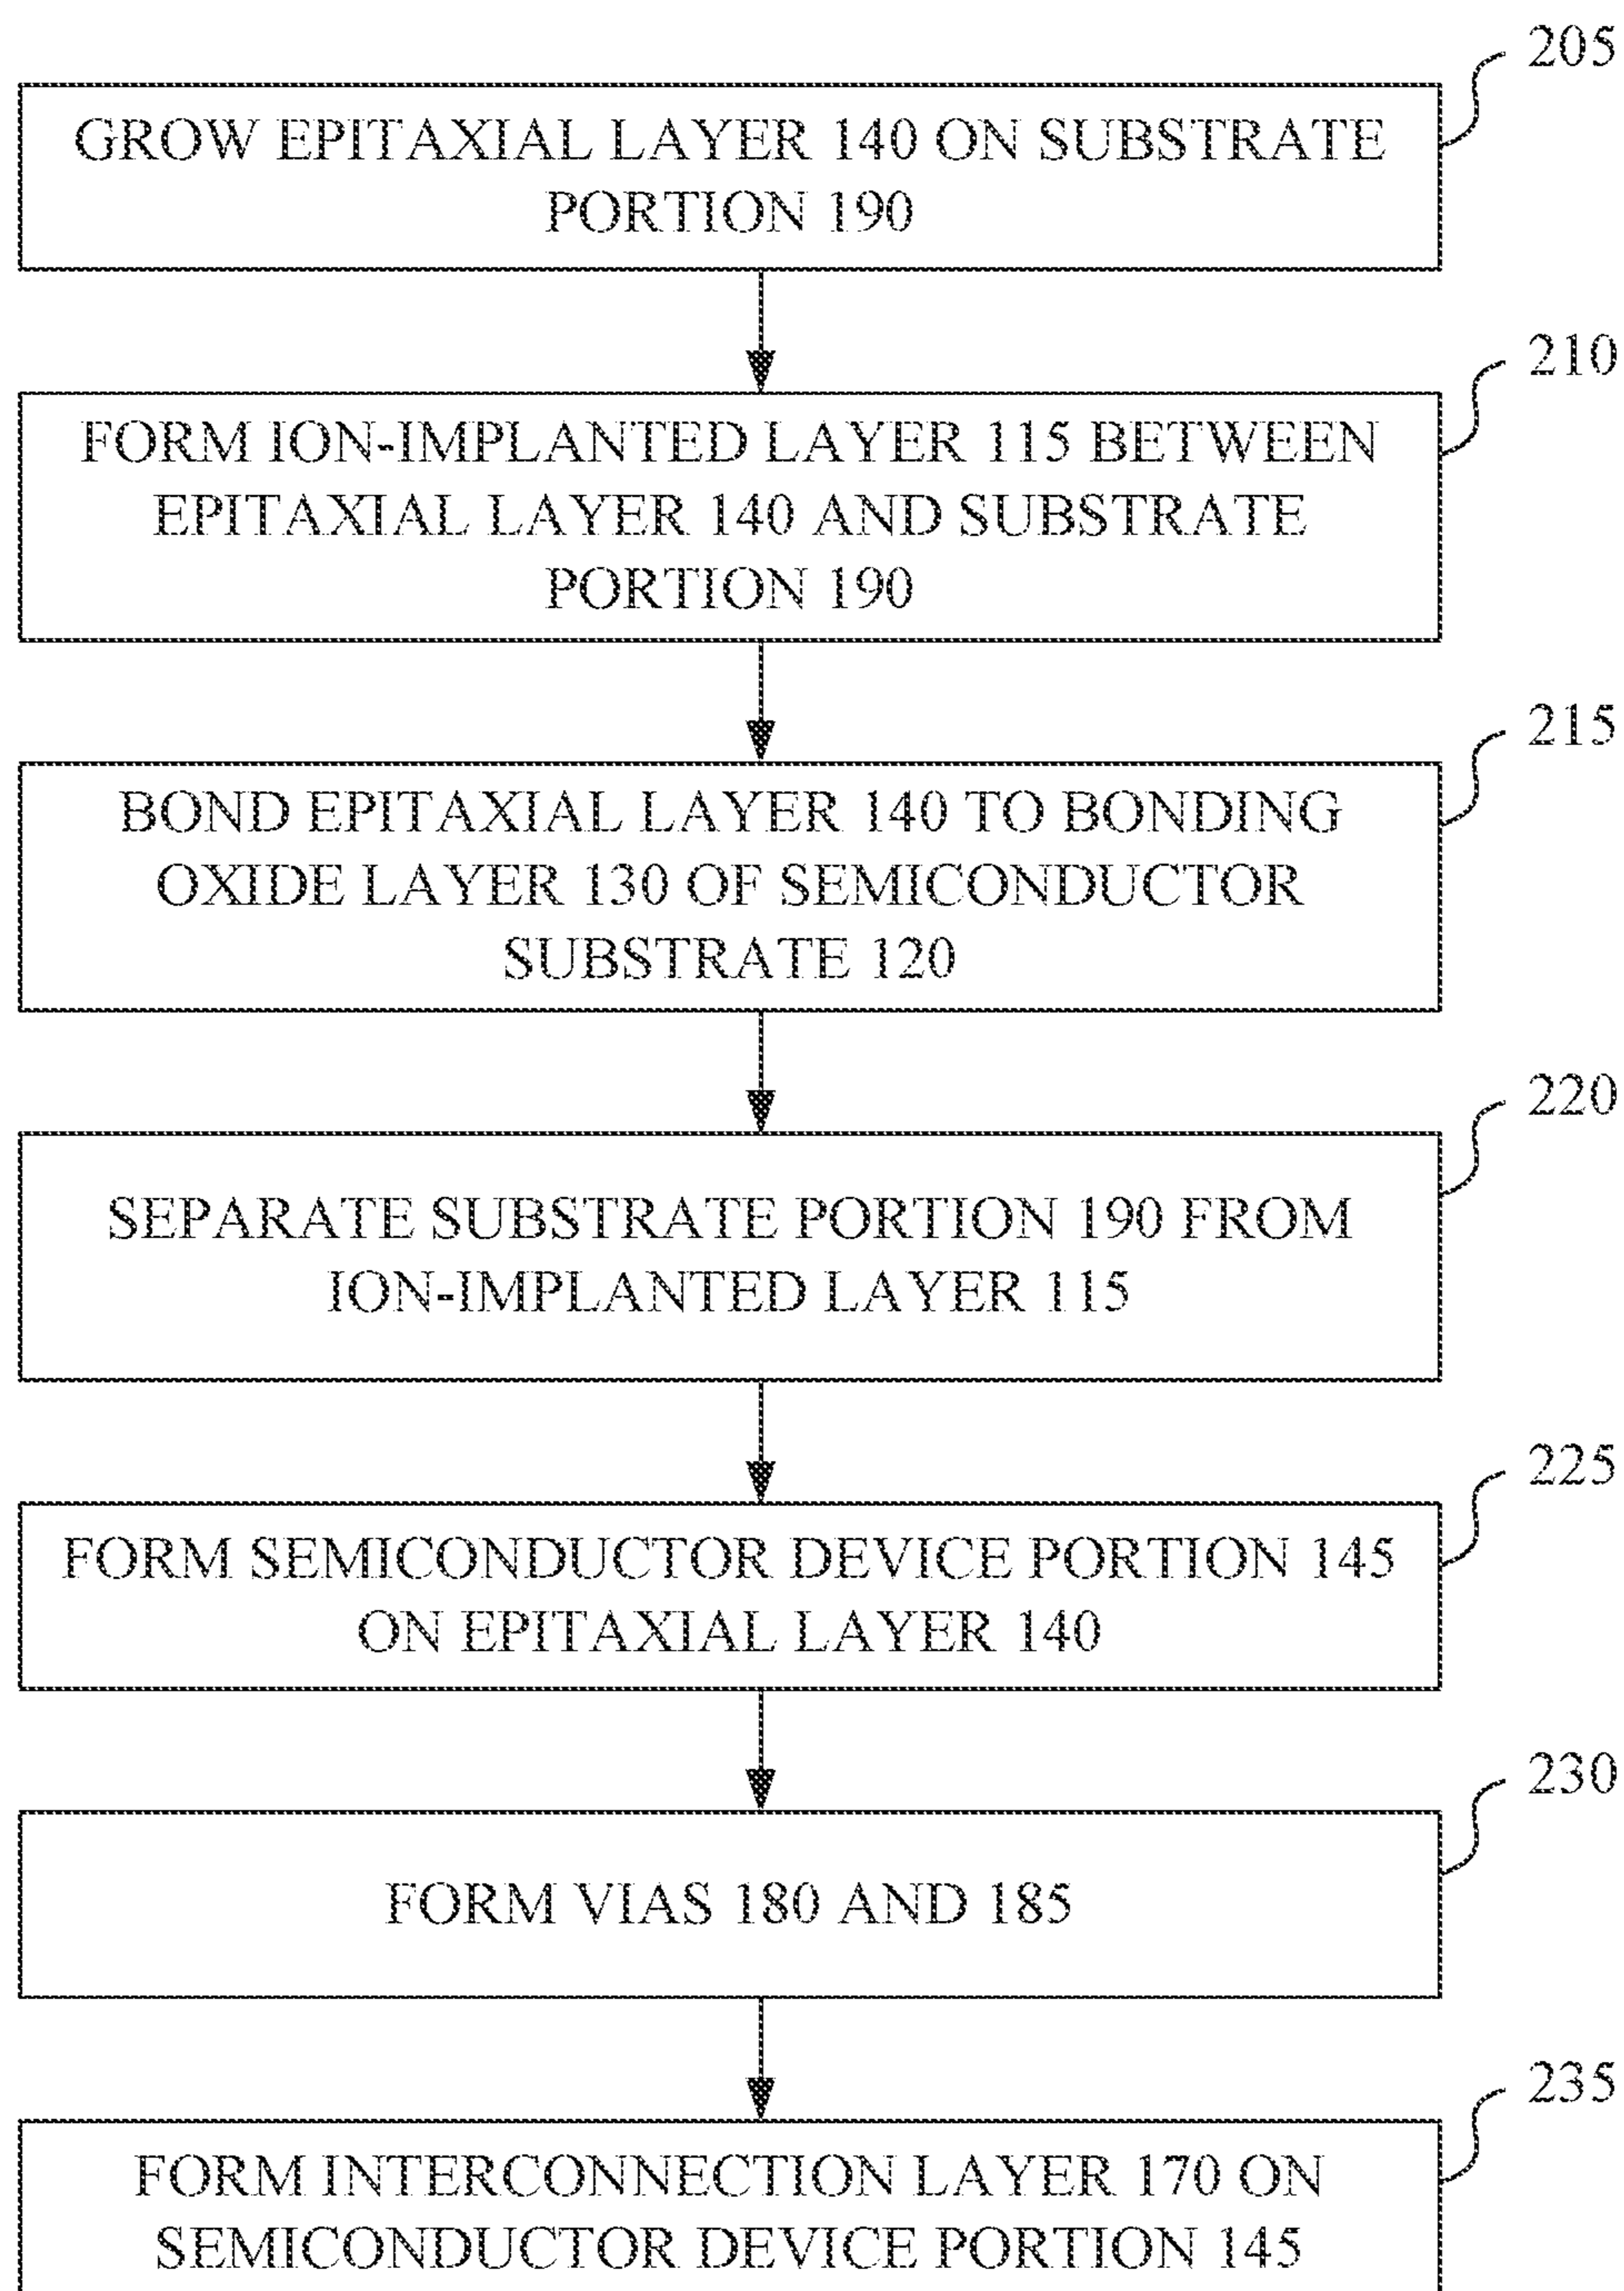 205
GROW EPITAXIAL LAYER 140 ON SUBSTRATE
PORTION 190
210
FORM ION-IMPLANTED LAYER 115 BETWEEN
EPITAXIAL LAYER 140 AND SUBSTRATE
PORTION 190
215
BOND EPITAXIAL LAYER 140 TO BONDING
OXIDE LAYER 130 OF SEMICONDUCTOR
SUBSTRATE 120
220
SEPARATE SUBSTRATE PORTION 190 FROM
ION-IMPLANTED LAYER 115
225
FORM SEMICONDUCTOR DEVICE PORTION 145
ON EPITAXIAL LAYER 140
230
FORM VIAS 180 AND 185
235
FORM INTERCONNECTION LAYER 170 ON
SEMICONDUCTOR DEVICE PORTION 145